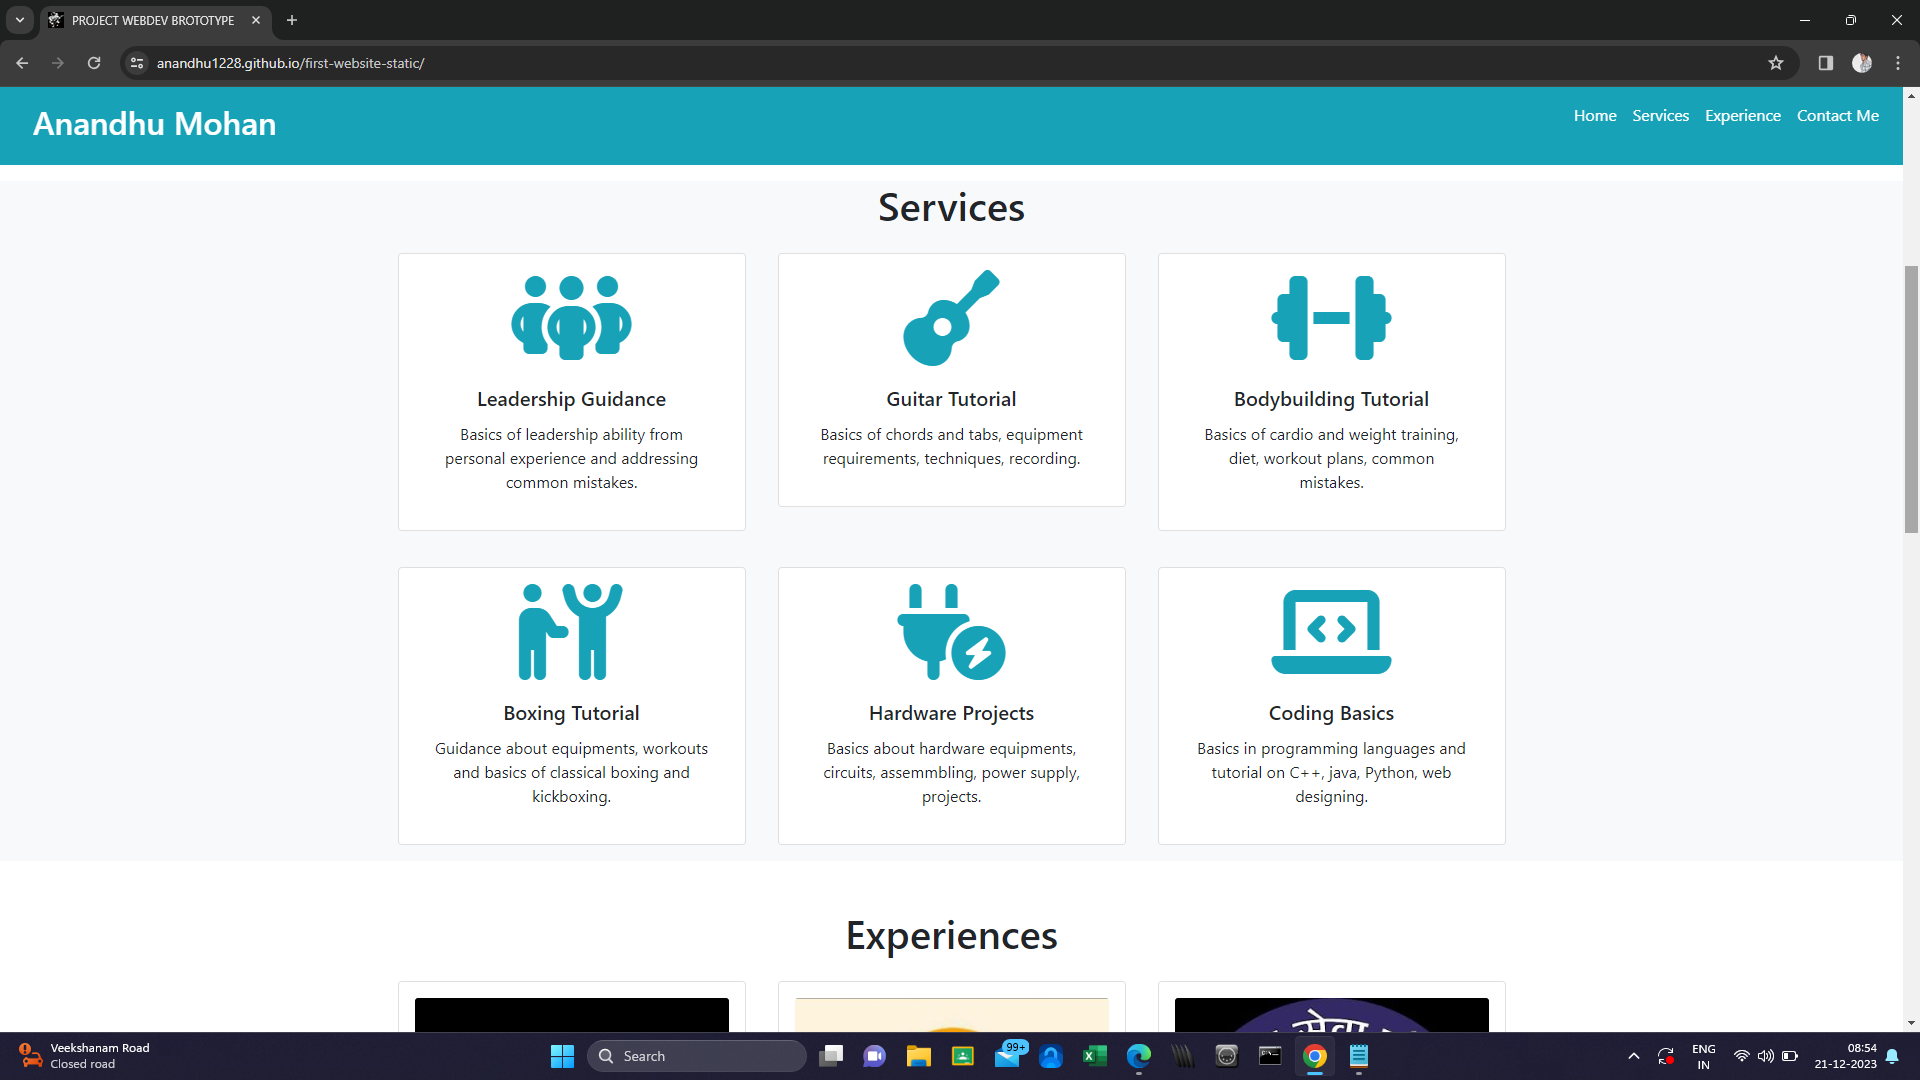 PROJECT WEBDEV BROTOTYPE
anandhu1228.github.io/first-website-static/
Anandhu Mohan
Home Services Experience Contact Me
Services
Leadership Guidance
Basics of leadership ability from
personal experience and addressing
common mistakes.
Guitar Tutorial
Basics of chords and tabs, equipment
requirements, techniques, recording.
Bodybuilding Tutorial
Basics of cardio and weight training,
diet, workout plans, common
mistakes.
Boxing Tutorial
Guidance about equipments, workouts
and basics of classical boxing and
kickboxing.
Hardware Projects
Basics about hardware equipments,
circuits, assemmbling, power supply,
projects.
Coding Basics
Basics in programming languages and
tutorial on C++, java, Python, web
designing.
Experiences
सेवा
Veekshanam Road
Closed road
Search
99+
ENG
IN
08:54
21-12-2023